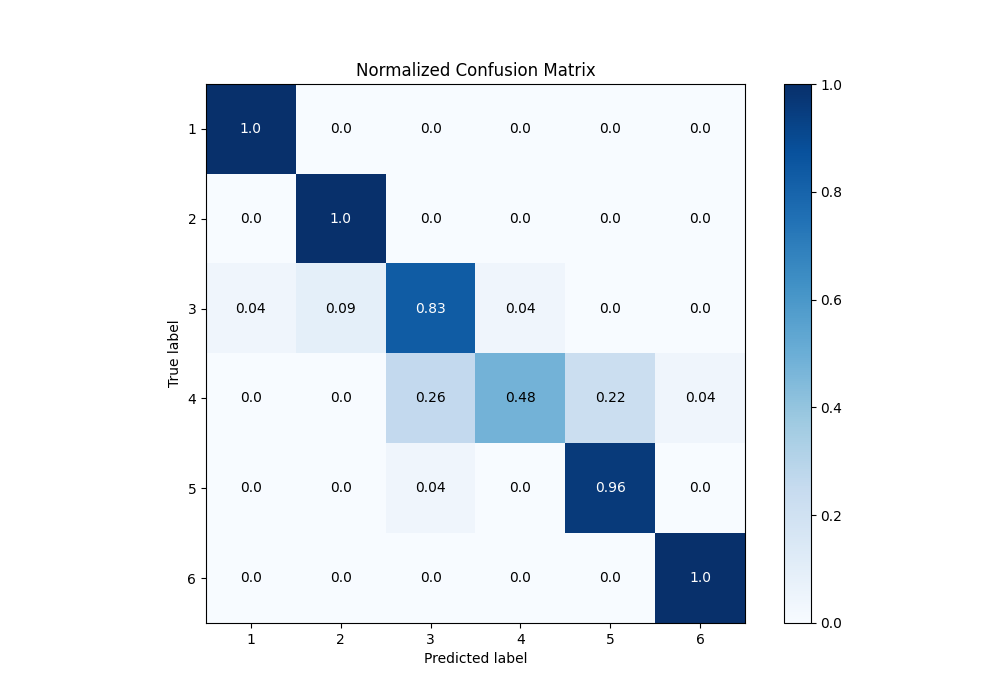 Normalized Confusion Matrix
1 1.0 0.0 0.0 0.0 0.0 0.0
2 0.0 1.0 0.0 0.0 0.0 0.0
3 0.04 0.09 0.83 0.04 0.0 0.0
4 0.0 0.0 0.26 0.48 0.22 0.04
5 0.0 0.0 0.04 0.0 0.96 0.0
6 0.0 0.0 0.0 0.0 0.0 1.0
1 2 3 4 5 6
Predicted label
True label
1.0
0.8
0.6
0.4
0.2
0.0